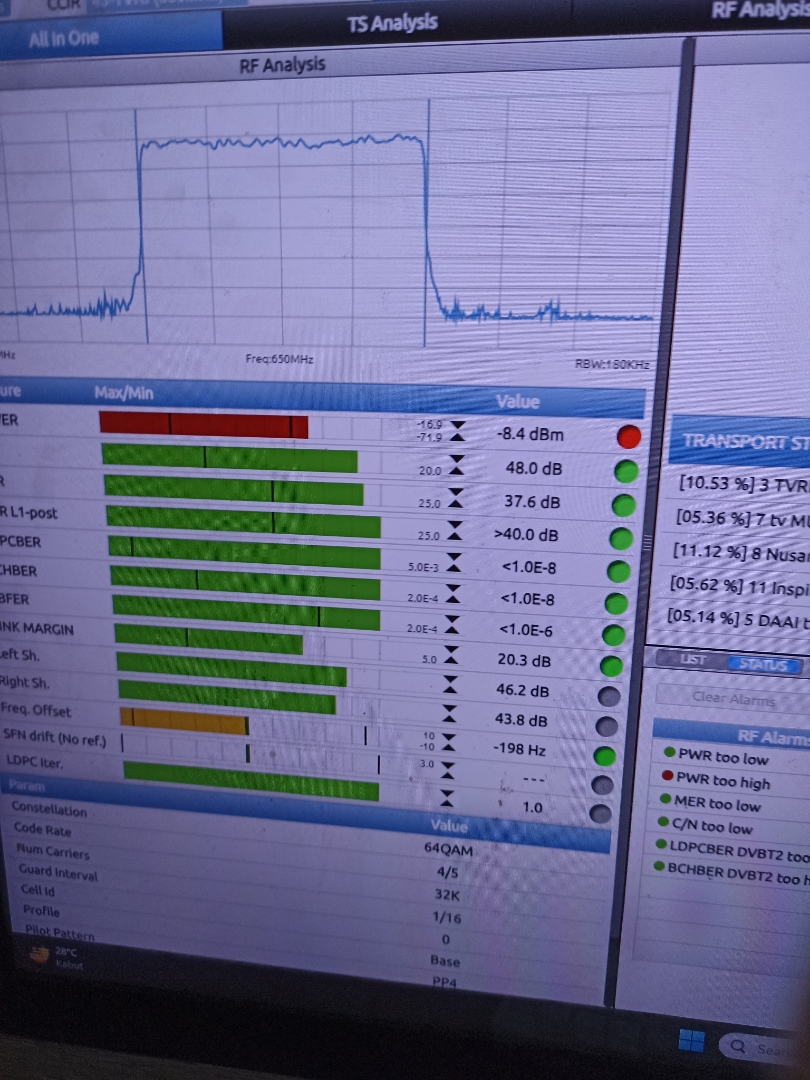 CCIR
All in One
TS Analysis
RF Analysis
RF Analysis
MHz
Freq:650MHz
RBW:180KHz
ure Max/Min Value
ER -16.9 -71.9 -8.4 dBm
20.0 48.0 dB
R 25.0 37.6 dB
R L1-post 25.0 >40.0 dB
PCBER 5.0E-3 <1.0E-8
CHBER 2.0E-4 <1.0E-8
BFER 2.0E-4 <1.0E-6
INK MARGIN 5.0 20.3 dB
eft Sh. 46.2 dB
Right Sh. 43.8 dB
Freq. Offset 10 -10 -198 Hz
SFN drift (No ref.) 3.0 ---
LDPC Iter. 1.0
Param Value
Constellation 64QAM
Code Rate 4/5
Num Carriers 32K
Guard Interval 1/16
Cell Id 0
Profile Base
Pilot Pattern PP4
TRANSPORT ST
[10.53 %] 3 TVR
[05.36 %] 7 tv MU
[11.12 %] 8 Nusa
[05.62 %] 11 Inspi
[05.14 %] 5 DAAI t
LIST STATUS
Clear Alarms
RF Alarms
PWR too low
PWR too high
MER too low
C/N too low
LDPCBER DVBT2 too
BCHBER DVBT2 too h
28°C
Kabut
Sear